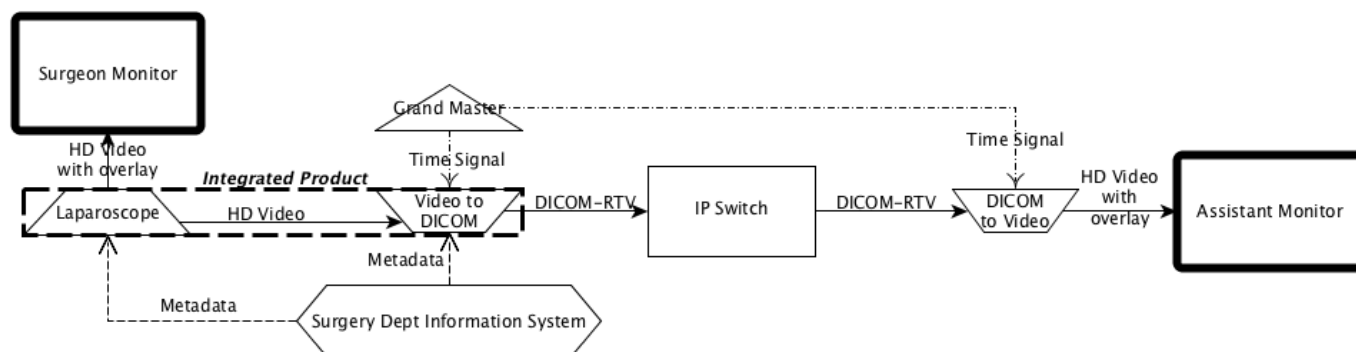 Surgeon Monitor
HD Video
with overlay
Grand Master
Time Signal
Time Signal
Integrated Product
Laparoscope
HD Video
Video to
DICOM
DICOM-RTV
IP Switch
DICOM-RTV
DICOM
to Video
HD Video
with
overlay
Assistant Monitor
Metadata
Metadata
Surgery Dept Information System